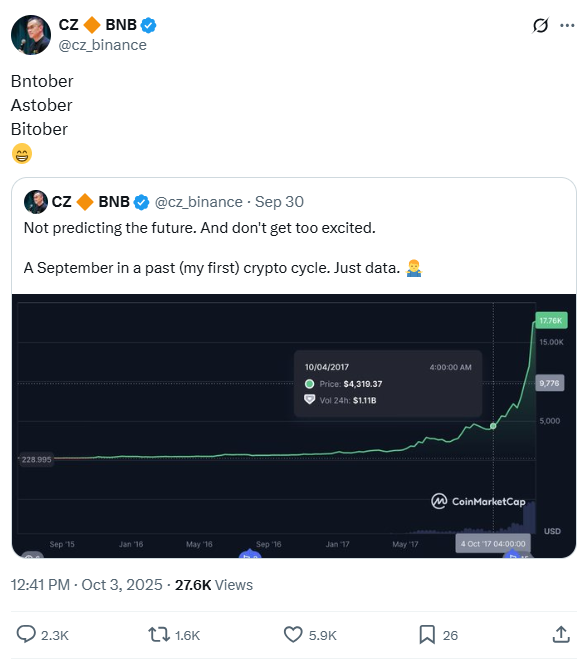 CZ 🔶 BNB
@cz_binance
Bntober
Astober
Bitober
😁
CZ 🔶 BNB @cz_binance · Sep 30
Not predicting the future. And don't get too excited.
A September in a past (my first) crypto cycle. Just data. 🤷‍♂️
17.76K
15.00K
10/04/2017 4:00:00 AM
Price: $4,319.37
Vol 24h: $1.11B
9,776
5,000
228.995
CoinMarketCap
USD
Sep '15 Jan '16 May '16 Sep '16 Jan '17 May '17 4 Oct '17 04:00:00
12:41 PM · Oct 3, 2025 · 27.6K Views
2.3K 1.6K 5.9K 26